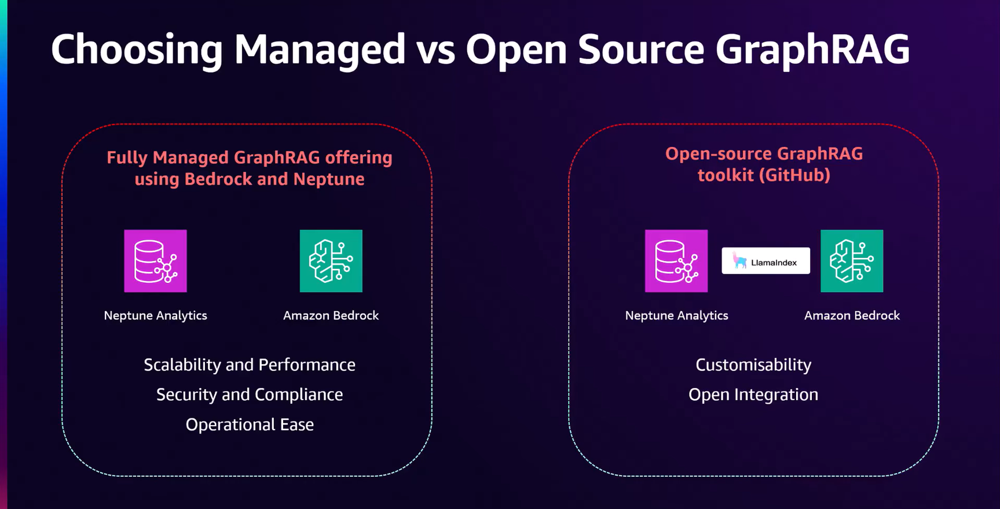 Choosing Managed vs Open Source GraphRAG
Fully Managed GraphRAG offering
using Bedrock and Neptune
Neptune Analytics
Amazon Bedrock
Scalability and Performance
Security and Compliance
Operational Ease
Open-source GraphRAG
toolkit (GitHub)
LlamaIndex
Neptune Analytics
Amazon Bedrock
Customisability
Open Integration